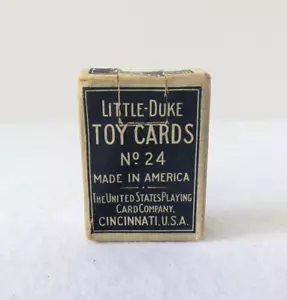 LITTLE-DUKE
TOY CARDS
Nº 24
MADE IN AMERICA
THE UNITED STATES PLAYING
CARD COMPANY,
CINCINNATI, U.S.A.